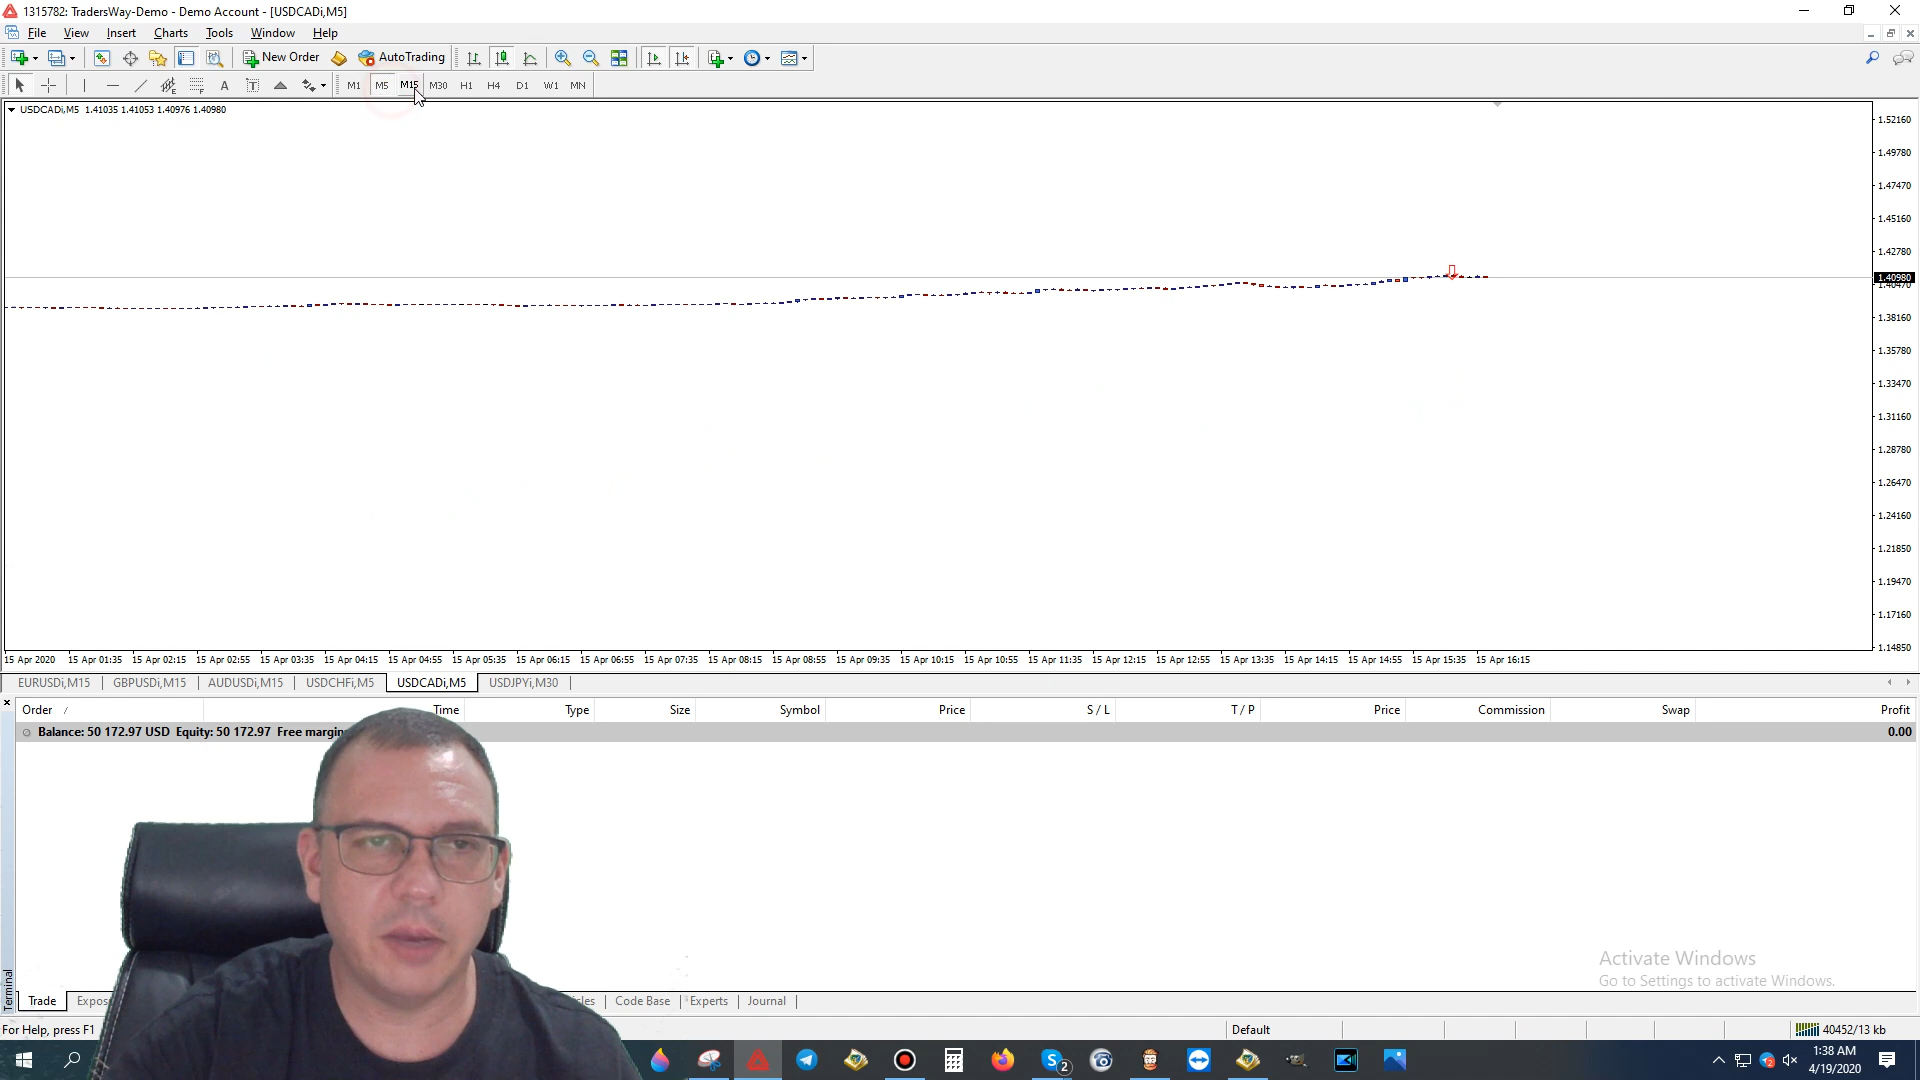 1315782: TradersWay-Demo - Demo Account - [USDCADi,M5]
File View Insert Charts Tools Window Help
New Order AutoTrading
A T M1 M5 M15 M30 H1 H4 D1 W1 MN
USDCADi,M5 1.41035 1.41053 1.40976 1.40980
1.52160
1.49780
1.47470
1.45160
1.42780
1.40980
1.40470
1.38160
1.35780
1.33470
1.31160
1.28780
1.26470
1.24160
1.21850
1.19470
1.17160
1.14850
15 Apr 2020 15 Apr 01:35 15 Apr 02:15 15 Apr 02:55 15 Apr 03:35 15 Apr 04:15 15 Apr 04:55 15 Apr 05:35 15 Apr 06:15 15 Apr 06:55 15 Apr 07:35 15 Apr 08:15 15 Apr 08:55 15 Apr 09:35 15 Apr 10:15 15 Apr 10:55 15 Apr 11:35 15 Apr 12:15 15 Apr 12:55 15 Apr 13:35 15 Apr 14:15 15 Apr 14:55 15 Apr 15:35 15 Apr 16:15
EURUSDi,M15 GBPUSDi,M15 AUDUSDi,M15 USDCHFi,M5 USDCADi,M5 USDJPYi,M30
Order / Time Type Size Symbol Price S / L T / P Price Commission Swap Profit
Balance: 50 172.97 USD Equity: 50 172.97 Free margin 0.00
Activate Windows
Go to Settings to activate Windows.
Terminal
Trade Code Base Experts Journal
For Help, press F1 Default 40452/13 kb
2
1:38 AM
4/19/2020